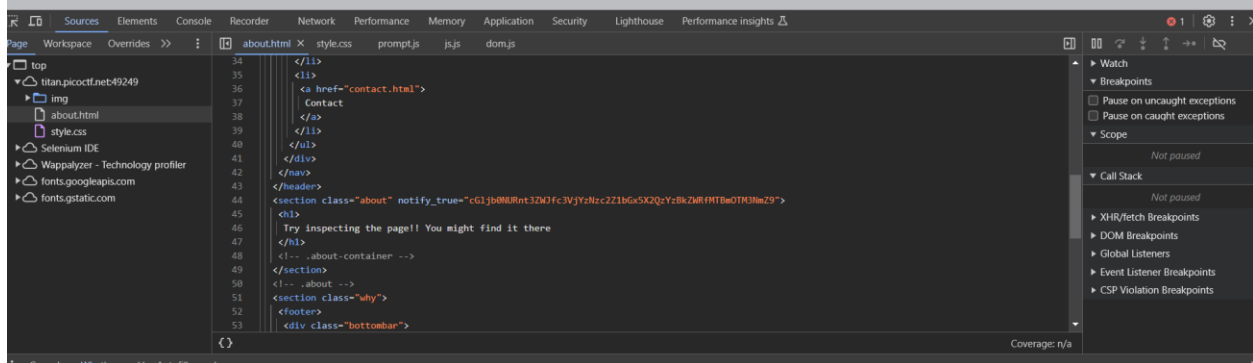 Sources Elements Console Recorder Network Performance Memory Application Security Lighthouse Performance insights 1
Page Workspace Overrides >> about.html × style.css prompt.js js.js dom.js
top
titan.picoctf.net:49249
img
about.html
style.css
Selenium IDE
Wappalyzer - Technology profiler
fonts.googleapis.com
fonts.gstatic.com
34 </li>
35 <li>
36 <a href="contact.html">
37 Contact
38 </a>
39 </li>
40 </ul>
41 </div>
42 </nav>
43 </header>
44 <section class="about" notify_true="cGljb0NURnt3ZWJfc3VjYzNzc2Z1bGx5X2QzYzBkZWRfMTBmOTM3NmZ9">
45 <h1>
46 Try inspecting the page!! You might find it there
47 </h1>
48 <!-- .about-container -->
49 </section>
50 <!-- .about -->
51 <section class="why">
52 <footer>
53 <div class="bottombar">
{} Coverage: n/a
Watch
Breakpoints
Pause on uncaught exceptions
Pause on caught exceptions
Scope
Not paused
Call Stack
Not paused
XHR/fetch Breakpoints
DOM Breakpoints
Global Listeners
Event Listener Breakpoints
CSP Violation Breakpoints